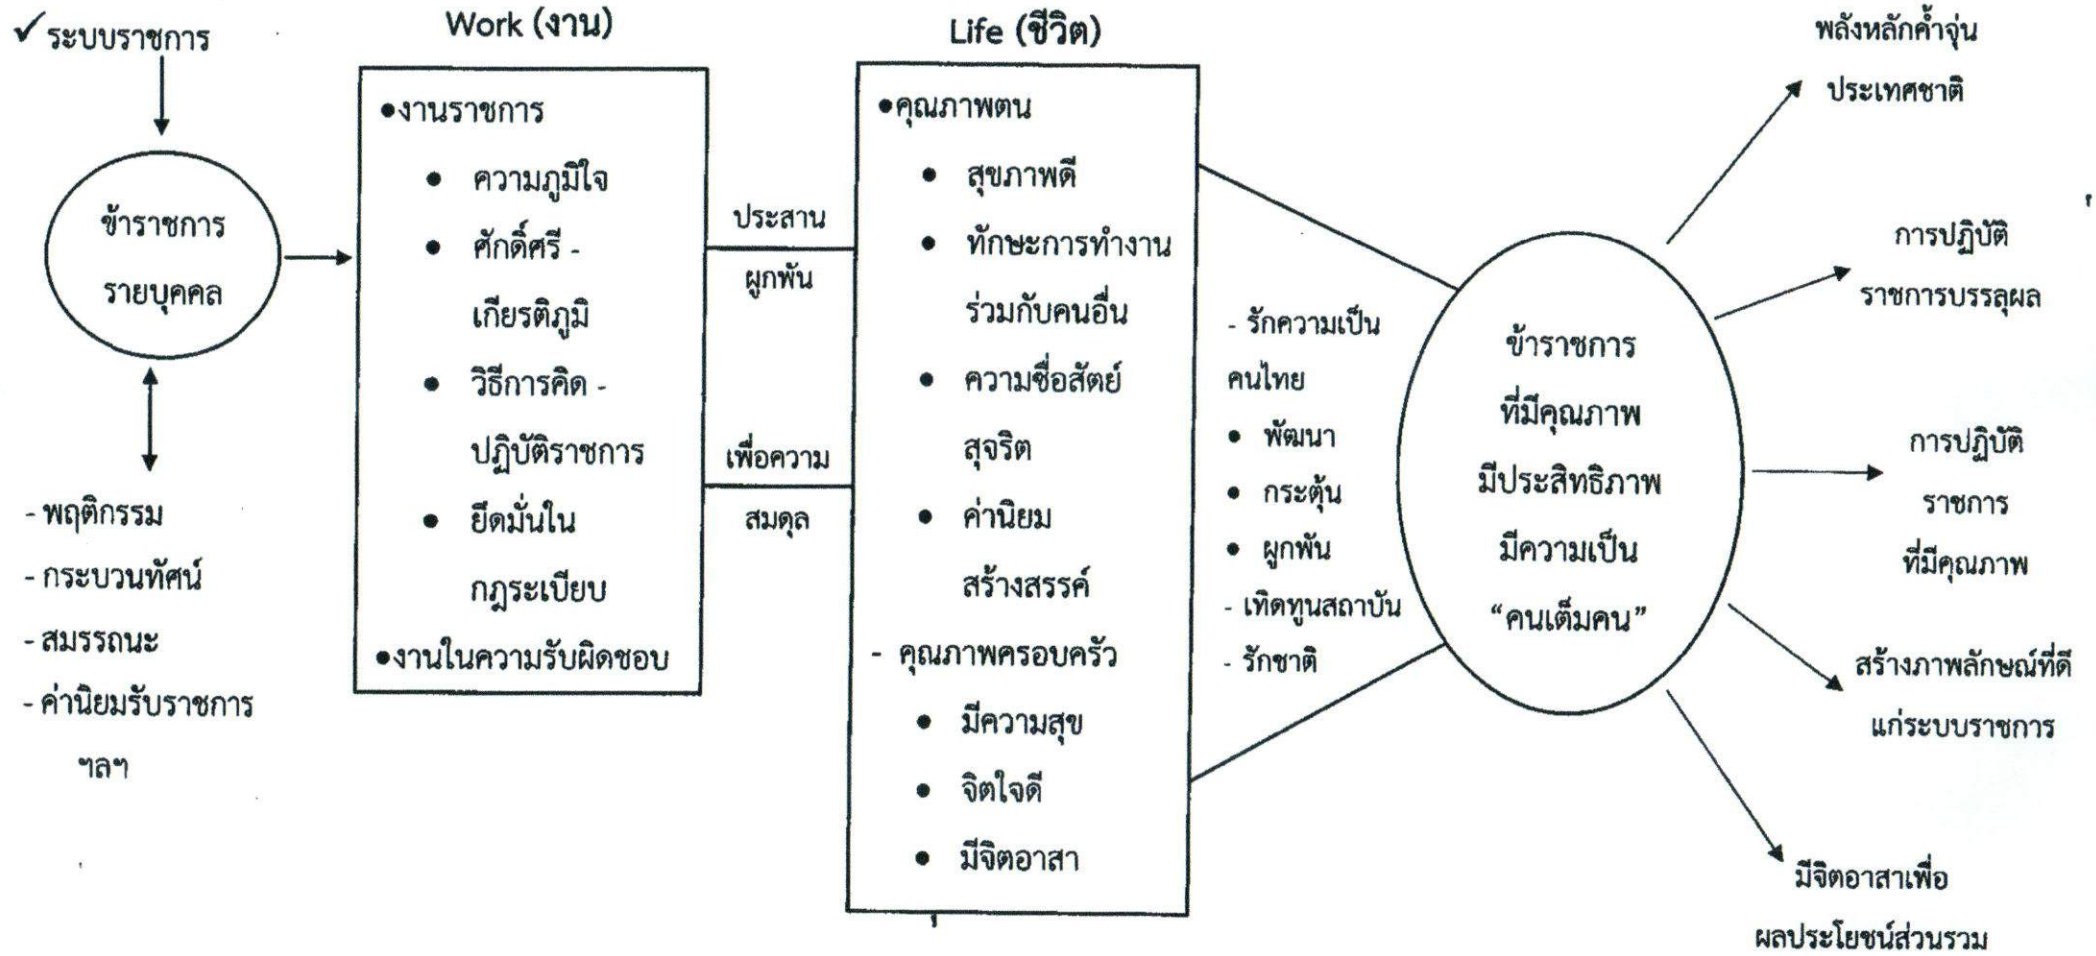 ✓ ระบบราชการ
ข้าราชการ
รายบุคคล
- พฤติกรรม
- กระบวนทัศน์
- สมรรถนะ
- ค่านิยมรับราชการ
ฯลฯ
Work (งาน)
●งานราชการ
● ความภูมิใจ
● ศักดิ์ศรี -
เกียรติภูมิ
● วิธีการคิด -
ปฏิบัติราชการ
● ยึดมั่นใน
กฎระเบียบ
●งานในความรับผิดชอบ
ประสาน
ผูกพัน
เพื่อความ
สมดุล
Life (ชีวิต)
●คุณภาพตน
● สุขภาพดี
● ทักษะการทำงาน
ร่วมกับคนอื่น
● ความซื่อสัตย์
สุจริต
● ค่านิยม
สร้างสรรค์
- คุณภาพครอบครัว
● มีความสุข
● จิตใจดี
● มีจิตอาสา
- รักความเป็น
คนไทย
● พัฒนา
● กระตุ้น
● ผูกพัน
- เทิดทูนสถาบัน
- รักชาติ
ข้าราชการ
ที่มีคุณภาพ
มีประสิทธิภาพ
มีความเป็น
“คนเต็มคน”
พลังหลักค้ำจุ่น
ประเทศชาติ
การปฏิบัติ
ราชการบรรลุผล
การปฏิบัติ
ราชการ
ที่มีคุณภาพ
สร้างภาพลักษณ์ที่ดี
แก่ระบบราชการ
มีจิตอาสาเพื่อ
ผลประโยชน์ส่วนรวม